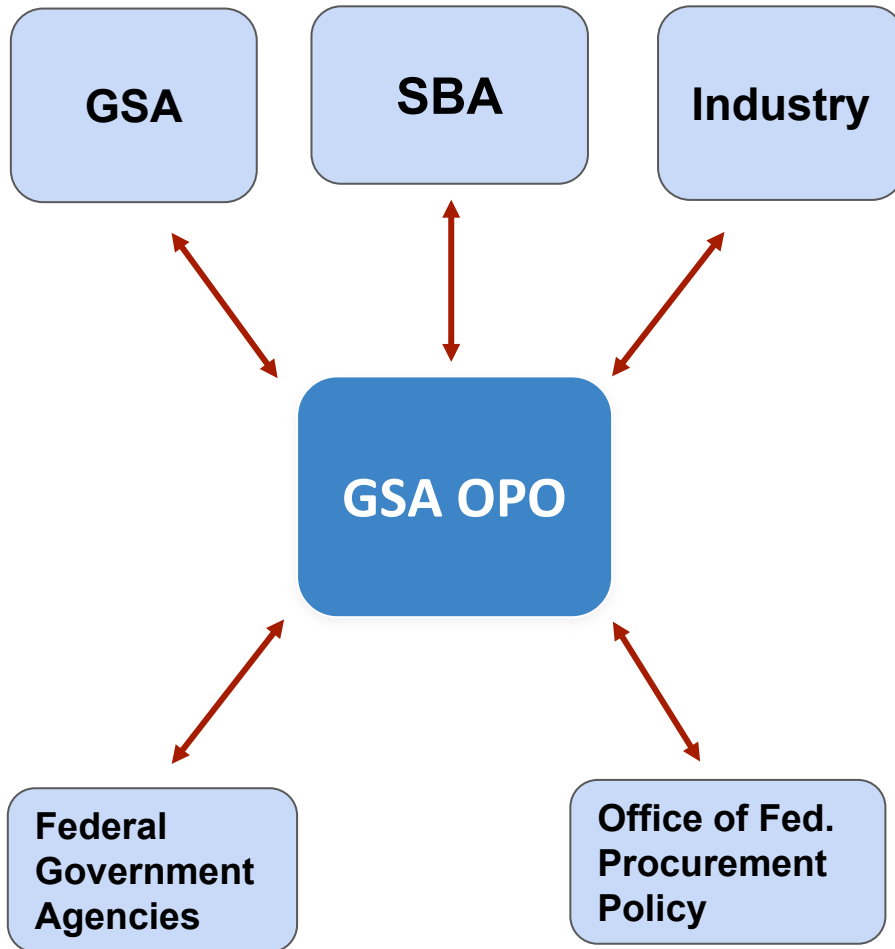 GSA
SBA
Industry
GSA OPO
Federal
Government
Agencies
Office of Fed.
Procurement
Policy